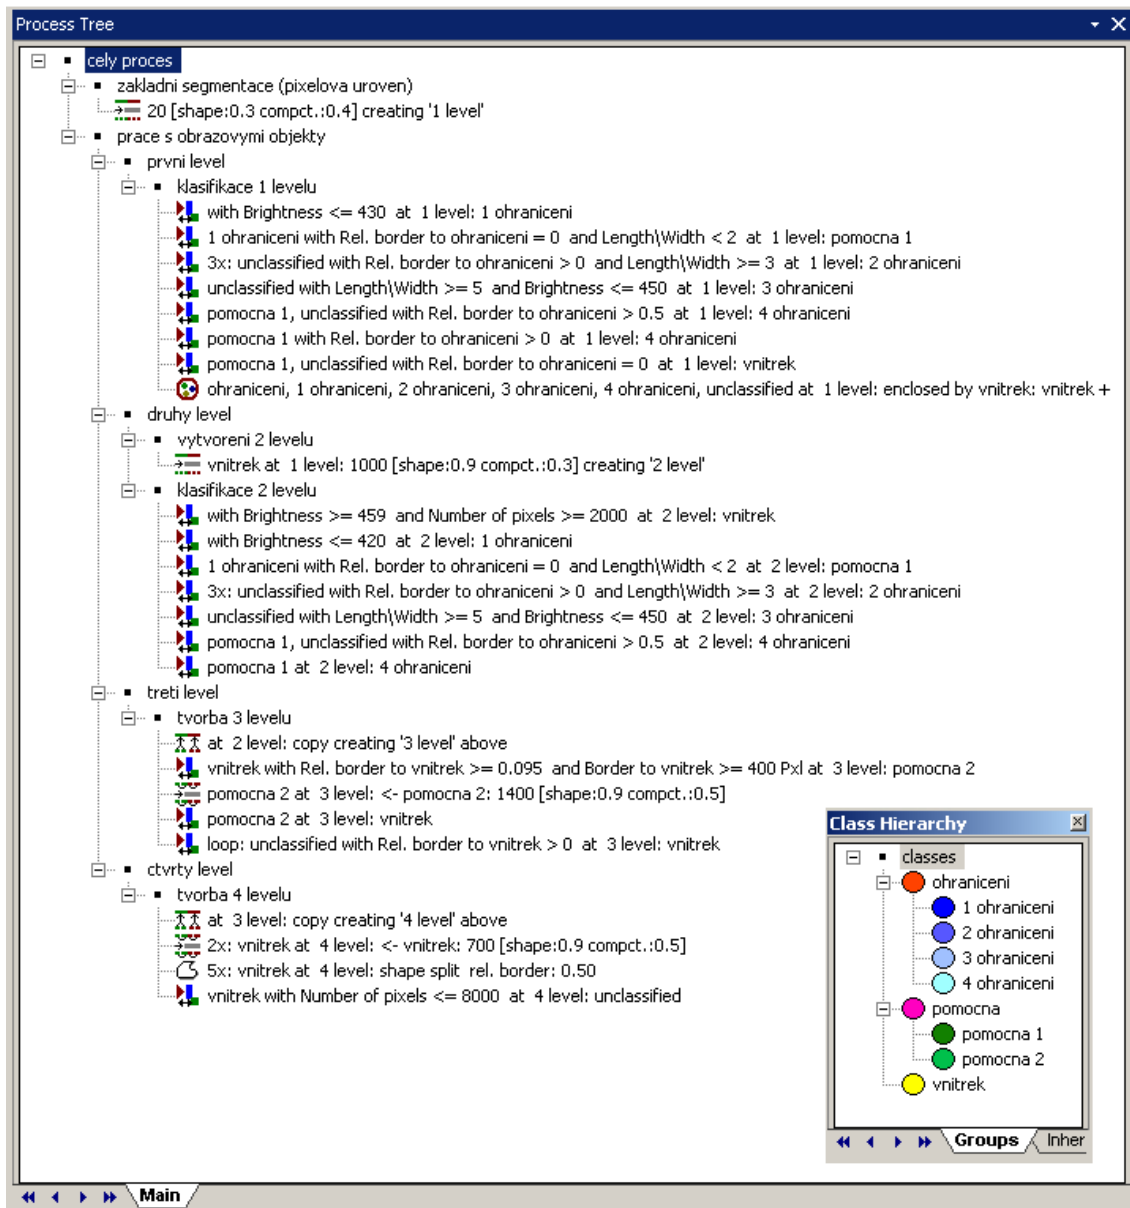 Process Tree
cely proces
zakladni segmentace (pixelova uroven)
20 [shape:0.3 compct.:0.4] creating '1 level'
prace s obrazovymi objekty
prvni level
klasifikace 1 levelu
with Brightness <= 430 at 1 level: 1 ohraniceni
1 ohraniceni with Rel. border to ohraniceni = 0 and Length\Width < 2 at 1 level: pomocna 1
3x: unclassified with Rel. border to ohraniceni > 0 and Length\Width >= 3 at 1 level: 2 ohraniceni
unclassified with Length\Width >= 5 and Brightness <= 450 at 1 level: 3 ohraniceni
pomocna 1, unclassified with Rel. border to ohraniceni > 0.5 at 1 level: 4 ohraniceni
pomocna 1 with Rel. border to ohraniceni > 0 at 1 level: 4 ohraniceni
pomocna 1, unclassified with Rel. border to ohraniceni = 0 at 1 level: vnitrek
ohraniceni, 1 ohraniceni, 2 ohraniceni, 3 ohraniceni, 4 ohraniceni, unclassified at 1 level: enclosed by vnitrek: vnitrek +
druhy level
vytvoreni 2 levelu
vnitrek at 1 level: 1000 [shape:0.9 compct.:0.3] creating '2 level'
klasifikace 2 levelu
with Brightness >= 459 and Number of pixels >= 2000 at 2 level: vnitrek
with Brightness <= 420 at 2 level: 1 ohraniceni
1 ohraniceni with Rel. border to ohraniceni = 0 and Length\Width < 2 at 2 level: pomocna 1
3x: unclassified with Rel. border to ohraniceni > 0 and Length\Width >= 3 at 2 level: 2 ohraniceni
unclassified with Length\Width >= 5 and Brightness <= 450 at 2 level: 3 ohraniceni
pomocna 1, unclassified with Rel. border to ohraniceni > 0.5 at 2 level: 4 ohraniceni
pomocna 1 at 2 level: 4 ohraniceni
treti level
tvorba 3 levelu
at 2 level: copy creating '3 level' above
vnitrek with Rel. border to vnitrek >= 0.095 and Border to vnitrek >= 400 Pxl at 3 level: pomocna 2
pomocna 2 at 3 level: <- pomocna 2: 1400 [shape:0.9 compct.:0.5]
pomocna 2 at 3 level: vnitrek
loop: unclassified with Rel. border to vnitrek > 0 at 3 level: vnitrek
ctvrty level
tvorba 4 levelu
at 3 level: copy creating '4 level' above
2x: vnitrek at 4 level: <- vnitrek: 700 [shape:0.9 compct.:0.5]
5x: vnitrek at 4 level: shape split rel. border: 0.50
vnitrek with Number of pixels <= 8000 at 4 level: unclassified
Class Hierarchy
classes
ohraniceni
1 ohraniceni
2 ohraniceni
3 ohraniceni
4 ohraniceni
pomocna
pomocna 1
pomocna 2
vnitrek
Groups Inher
Main